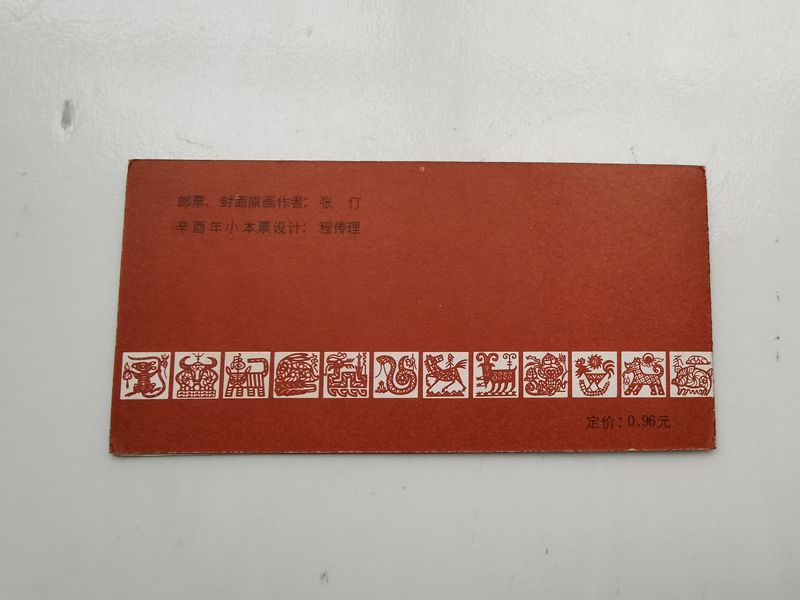 邮票、封面原画作者：张 仃
辛酉年小本票设计：程传理
定价：0.96元